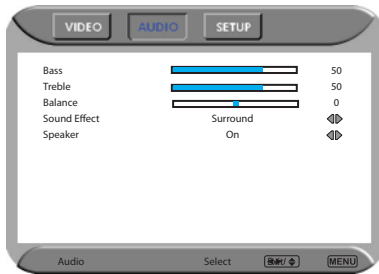 VIDEO AUDIO SETUP
Bass 50
Treble 50
Balance 0
Sound Effect Surround
Speaker On
Audio Select MENU